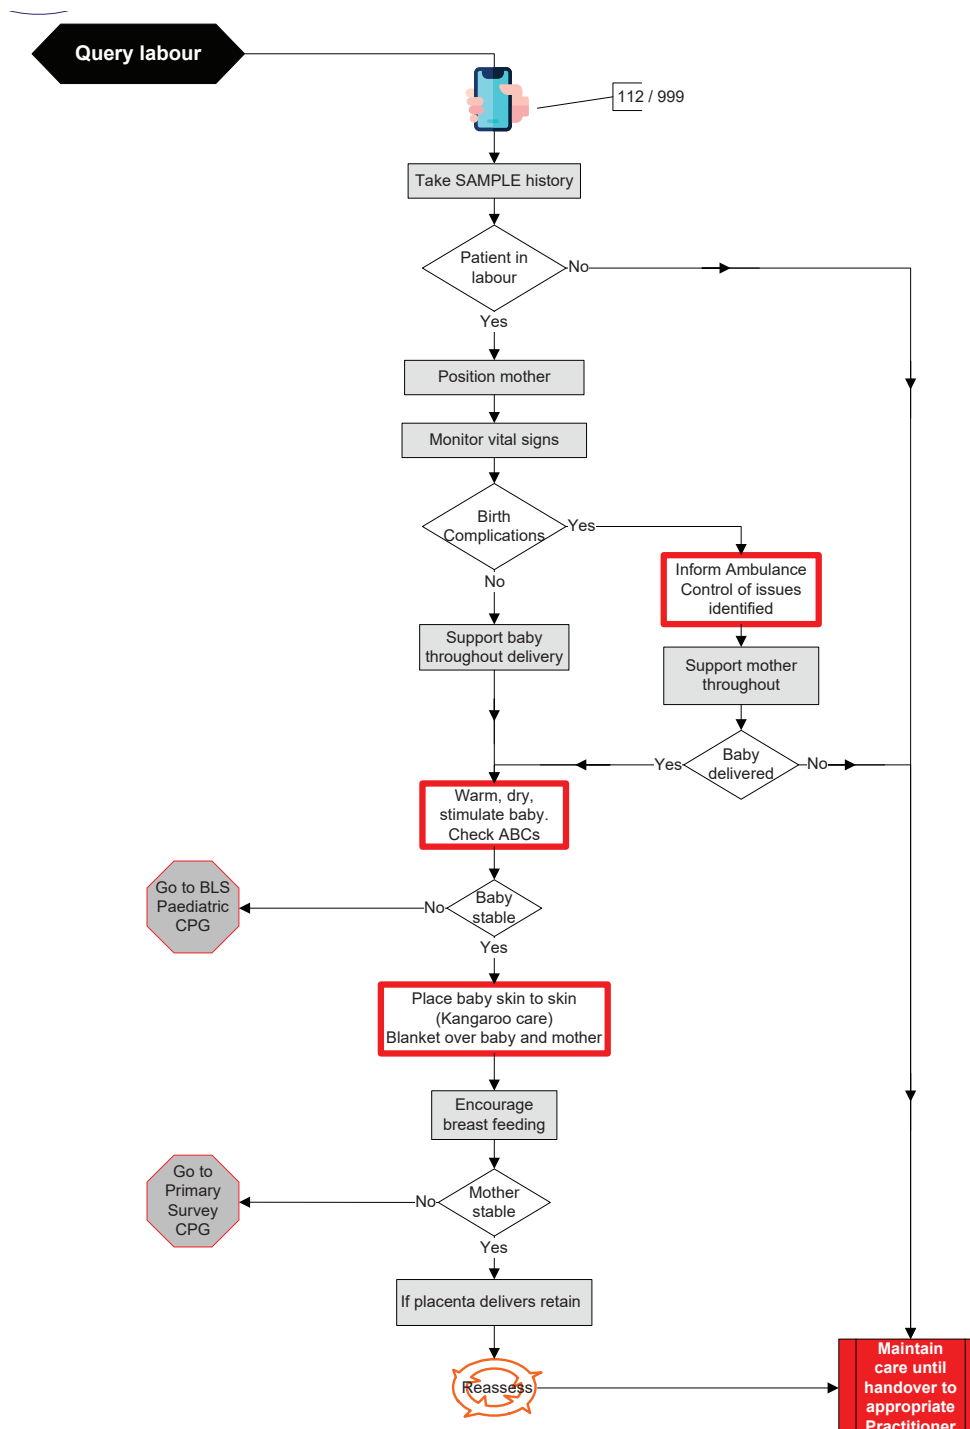 Query labour
112 / 999
Take SAMPLE history
Patient in
labour
No
Yes
Position mother
Monitor vital signs
Birth
Complications
Yes
No
Inform Ambulance
Control of issues
identified
Support baby
throughout delivery
Support mother
throughout
Baby
delivered
Yes
No
Warm, dry,
stimulate baby.
Check ABCs
Baby
stable
No
Go to BLS
Paediatric
CPG
Yes
Place baby skin to skin
(Kangaroo care)
Blanket over baby and mother
Encourage
breast feeding
Mother
stable
No
Go to
Primary
Survey
CPG
Yes
If placenta delivers retain
Reassess
Maintain
care until
handover to
appropriate
Practitioner